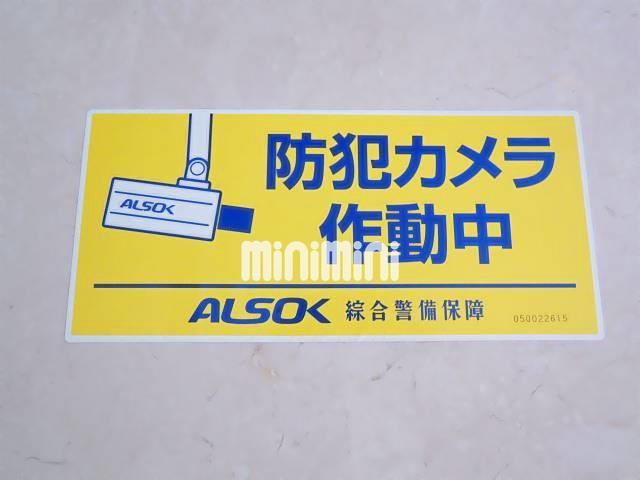 防犯カメラ
作動中
ALSOK
minimini
ALSOK 綜合警備保障
050022615